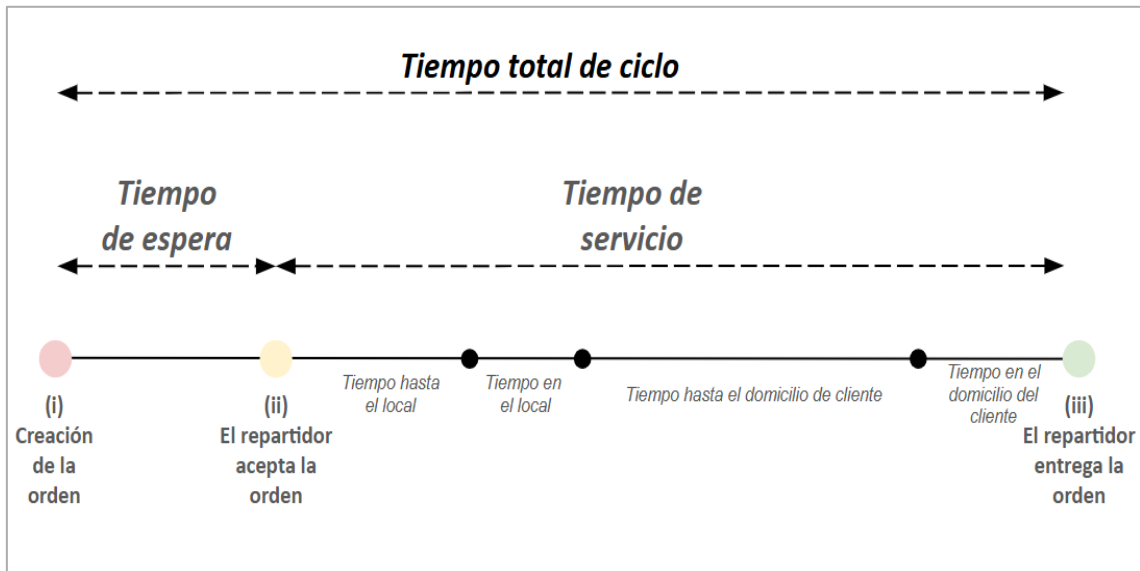 Tiempo total de ciclo
Tiempo
de espera
Tiempo de
servicio
Tiempo hasta
el local
Tiempo en
el local
Tiempo hasta el domicilio de cliente
Tiempo en el
domicilio del
cliente
(i)
Creación
de la
orden
(ii)
El repartidor
acepta la
orden
(iii)
El repartidor
entrega la
orden